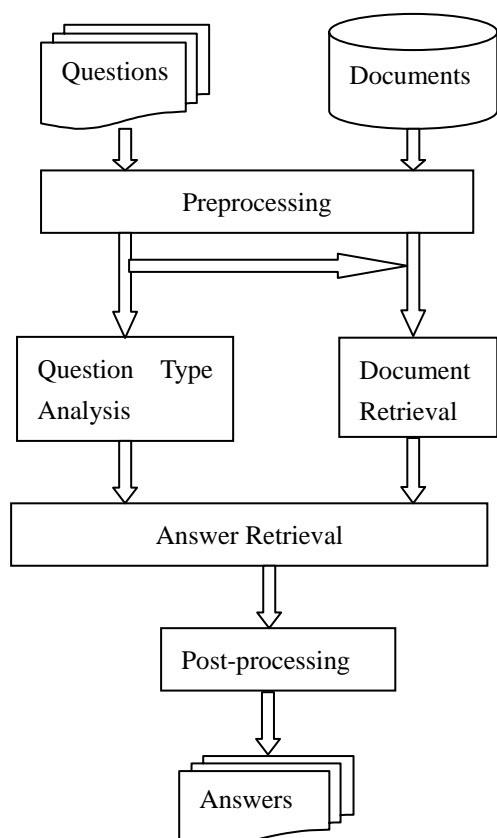 Questions
Documents
Preprocessing
Question Type
Analysis
Document
Retrieval
Answer Retrieval
Post-processing
Answers